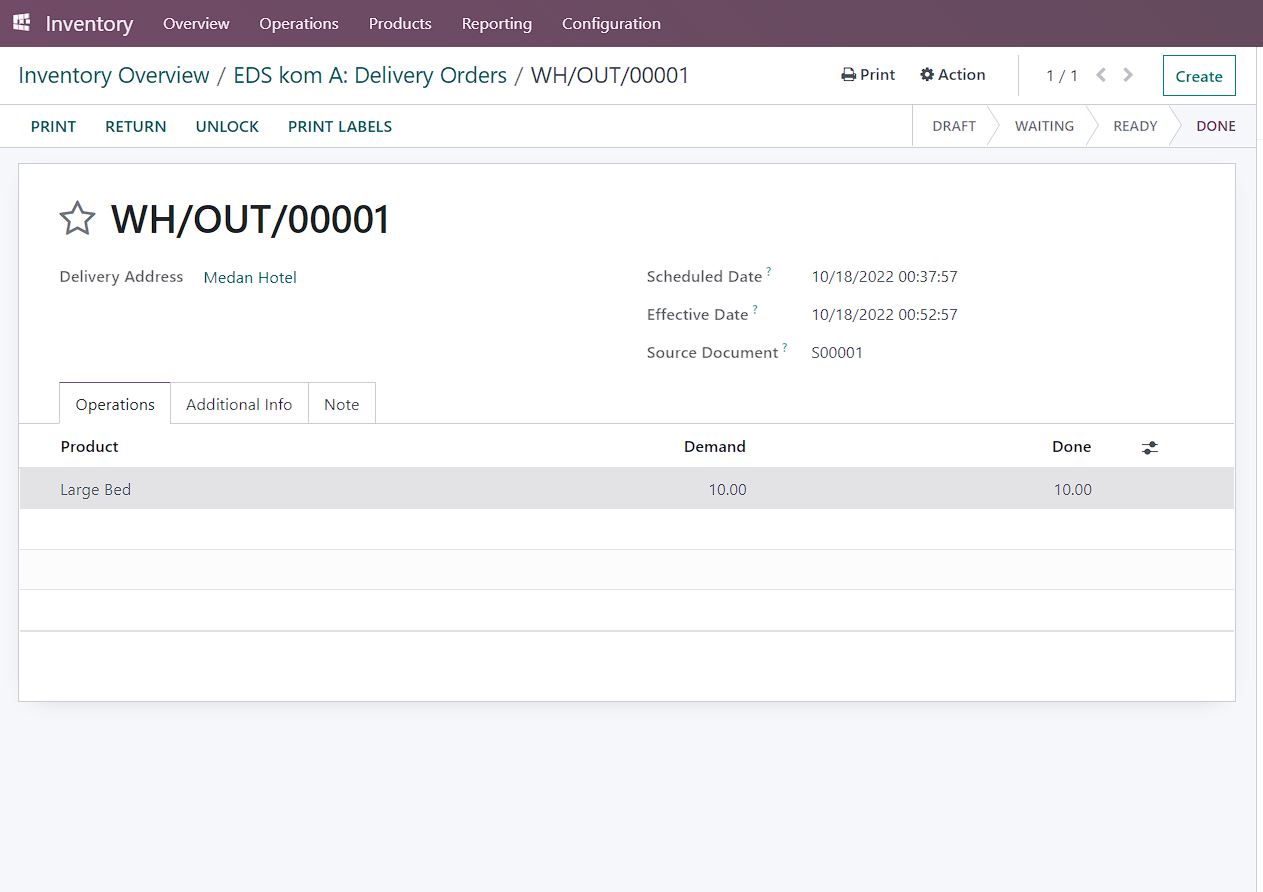 Inventory Overview Operations Products Reporting Configuration
Inventory Overview / EDS kom A: Delivery Orders / WH/OUT/00001 Print Action 1 / 1 Create
PRINT RETURN UNLOCK PRINT LABELS DRAFT WAITING READY DONE
WH/OUT/00001
Delivery Address Medan Hotel Scheduled Date ? 10/18/2022 00:37:57
Effective Date ? 10/18/2022 00:52:57
Source Document ? S00001
Operations Additional Info Note
Product Demand Done
Large Bed 10.00 10.00